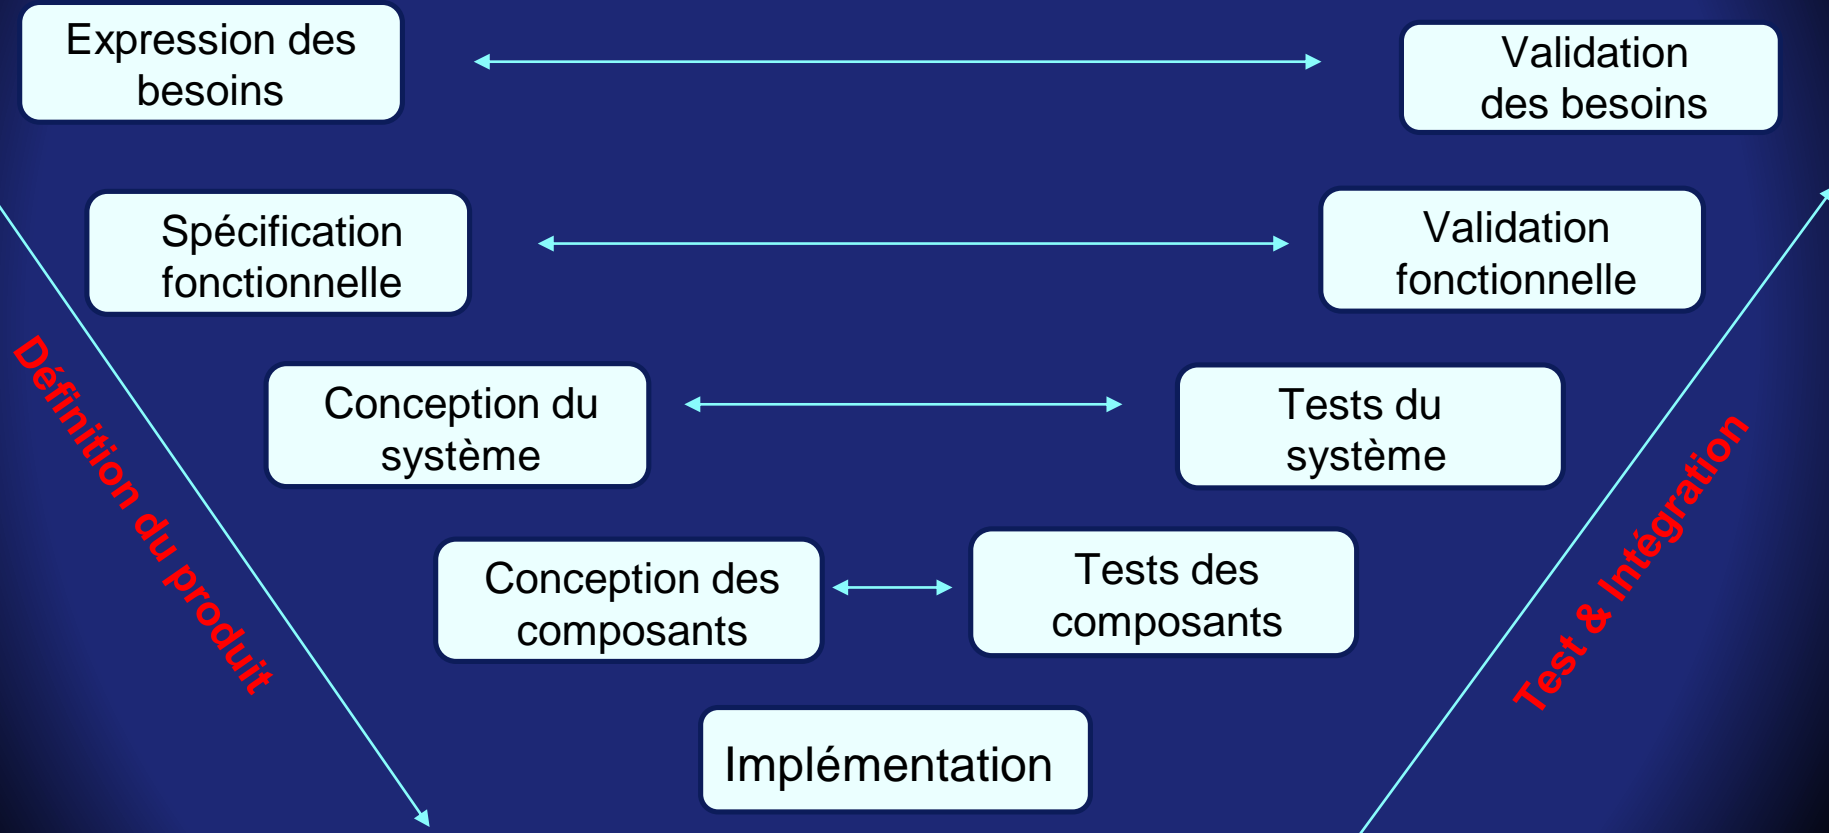 Expression des
besoins
Validation
des besoins
Spécification
fonctionnelle
Validation
fonctionnelle
Définition du produit
Conception du
système
Tests du
système
Test & Intégration
Conception des
composants
Tests des
composants
Implémentation